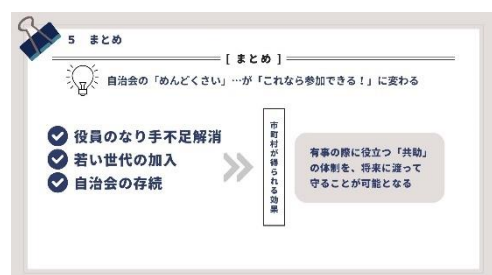 5 まとめ
[ まとめ ]
自治会の「めんどくさい」…が「これなら参加できる！」に変わる
役員のなり手不足解消
若い世代の加入
自治会の存続
市町村が得られる効果
有事の際に役立つ「共助」
の体制を、将来に渡って
守ることが可能となる